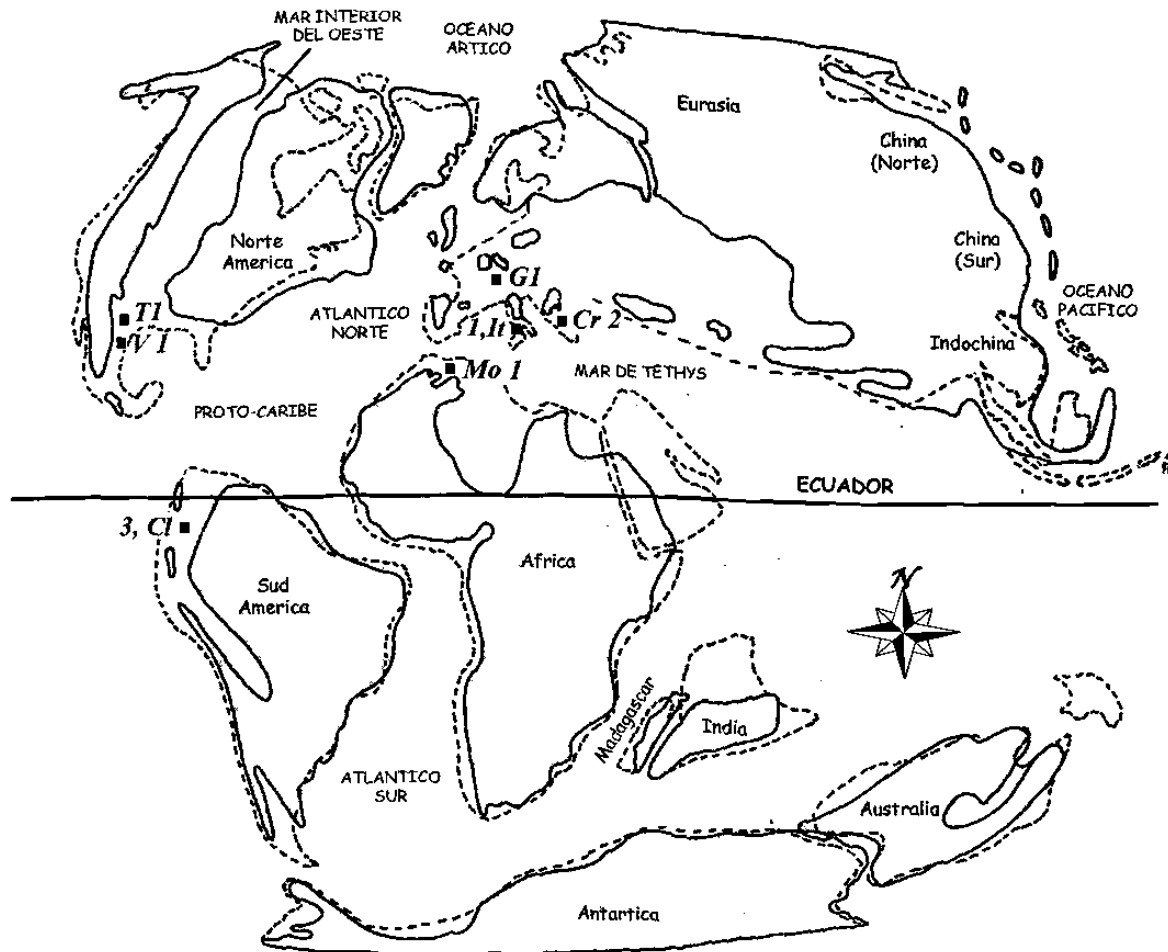 MAR INTERIOR
DEL OESTE
OCEANO
ARTICO
Eurasia
China
(Norte)
Norte
America
China
(Sur)
G1
OCEANO
PACIFICO
T1
V 1
ATLANTICO
NORTE
1,It
Cr 2
Indochina
Mo 1
MAR DE TETHYS
PROTO-CARIBE
ECUADOR
3, Cl
Africa
Sud
America
N
Madagascar
India
ATLANTICO
SUR
Australia
Antartica